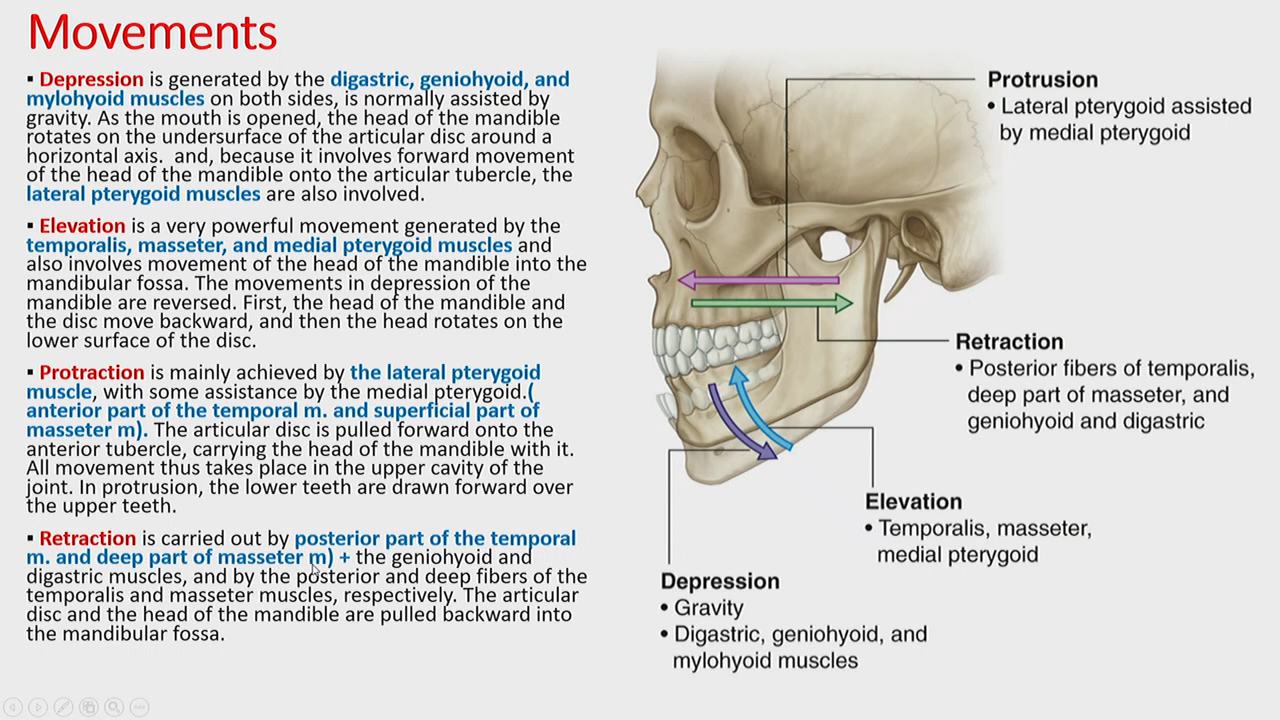 Movements
▪ Depression is generated by the digastric, geniohyoid, and
mylohyoid muscles on both sides, is normally assisted by
gravity. As the mouth is opened, the head of the mandible
rotates on the undersurface of the articular disc around a
horizontal axis.  and, because it involves forward movement
of the head of the mandible onto the articular tubercle, the
lateral pterygoid muscles are also involved.
▪ Elevation is a very powerful movement generated by the
temporalis, masseter, and medial pterygoid muscles and
also involves movement of the head of the mandible into the
mandibular fossa. The movements in depression of the
mandible are reversed. First, the head of the mandible and
the disc move backward, and then the head rotates on the
lower surface of the disc.
▪ Protraction is mainly achieved by the lateral pterygoid
muscle, with some assistance by the medial pterygoid.(
anterior part of the temporal m. and superficial part of
masseter m). The articular disc is pulled forward onto the
anterior tubercle, carrying the head of the mandible with it.
All movement thus takes place in the upper cavity of the
joint. In protrusion, the lower teeth are drawn forward over
the upper teeth.
▪ Retraction is carried out by posterior part of the temporal
m. and deep part of masseter m) + the geniohyoid and
digastric muscles, and by the posterior and deep fibers of the
temporalis and masseter muscles, respectively. The articular
disc and the head of the mandible are pulled backward into
the mandibular fossa.
Protrusion
• Lateral pterygoid assisted
by medial pterygoid
Retraction
• Posterior fibers of temporalis,
deep part of masseter, and
geniohyoid and digastric
Elevation
• Temporalis, masseter,
medial pterygoid
Depression
• Gravity
• Digastric, geniohyoid, and
mylohyoid muscles